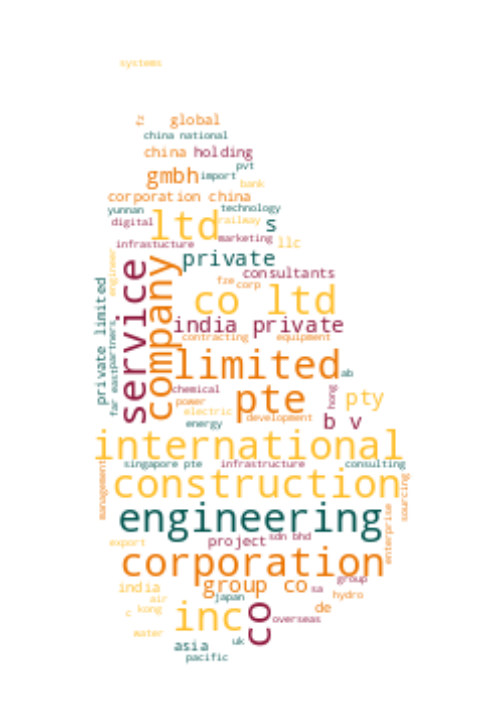 systems
global
china national
china holding
pvt
gmbh import
bank
corporation china
yunnan technology
ltd railway s
digital
infrastucture marketing llc
private
engineer
consultants
fze corp
service
company
co ltd
private limited
india private
partners
far east
contracting equipment
limited
ab
chemical
hong
power
pte pty
electric
development
energy
b v
international
singapore pte infrastructure consulting
management
construction
sourcing
engineering
enterprise
project sdn bhd
export
corporation
group
india group co sa
air japan hydro
c kong de
inc co overseas
water
uk
asia
pacific